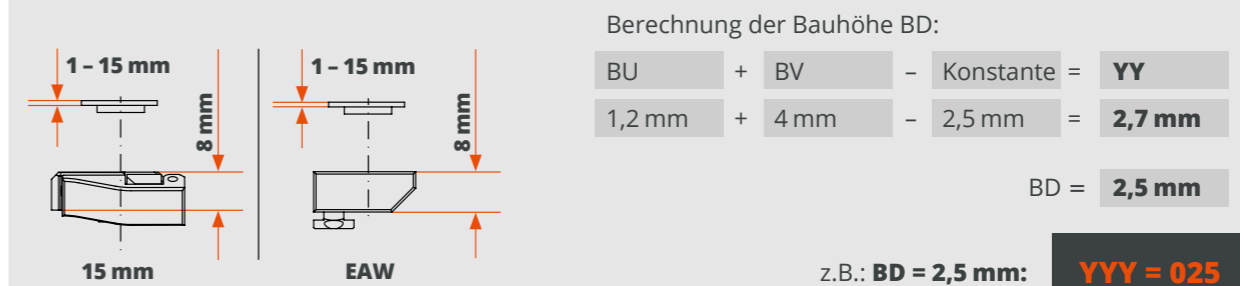 1 – 15 mm
8 mm
15 mm
1 – 15 mm
8 mm
EAW
Berechnung der Bauhöhe BD:
BU + BV – Konstante = YY
1,2 mm + 4 mm – 2,5 mm = 2,7 mm
BD = 2,5 mm
z.B.: BD = 2,5 mm: YYY = 025